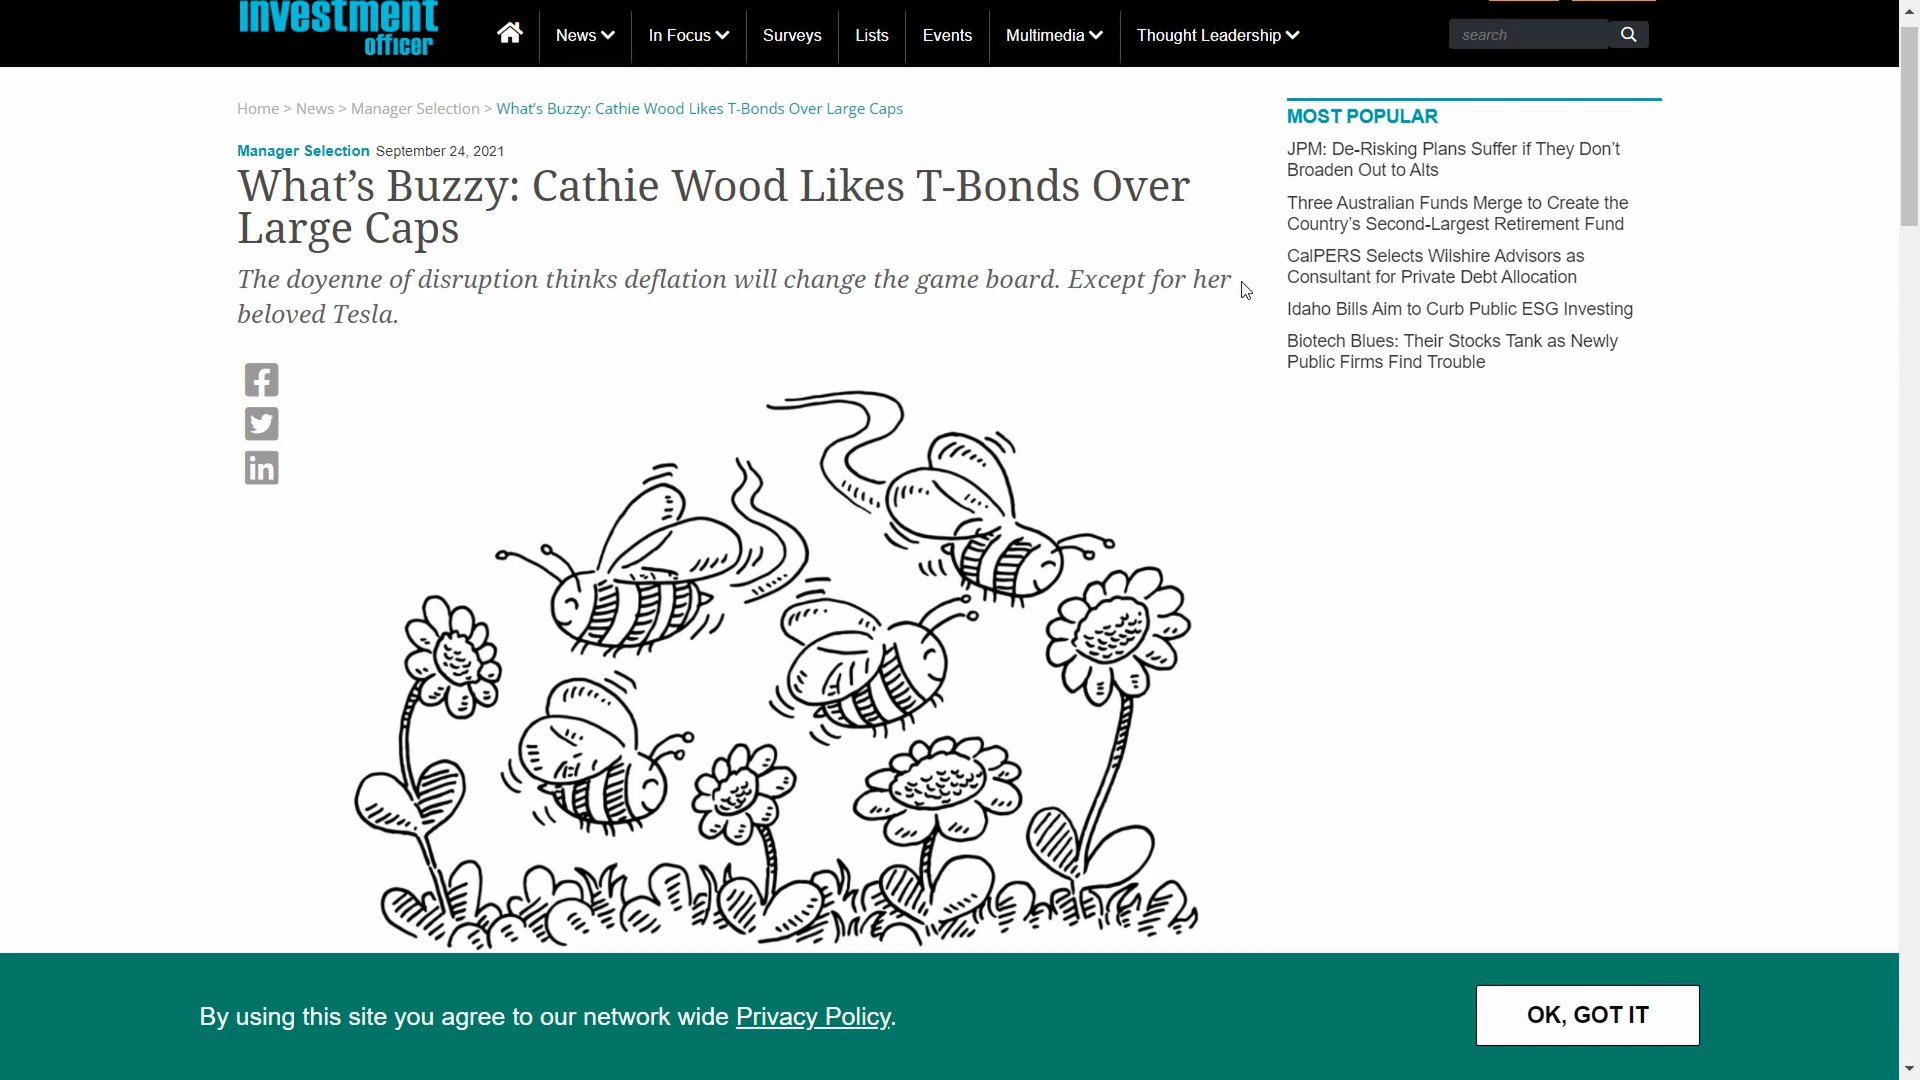 investment
officer
News
In Focus
Surveys
Lists
Events
Multimedia
Thought Leadership
search
Home > News > Manager Selection > What's Buzzy: Cathie Wood Likes T-Bonds Over Large Caps
Manager Selection September 24, 2021
What's Buzzy: Cathie Wood Likes T-Bonds Over
Large Caps
The doyenne of disruption thinks deflation will change the game board. Except for her
beloved Tesla.
MOST POPULAR
JPM: De-Risking Plans Suffer if They Don't
Broaden Out to Alts
Three Australian Funds Merge to Create the
Country's Second-Largest Retirement Fund
CalPERS Selects Wilshire Advisors as
Consultant for Private Debt Allocation
Idaho Bills Aim to Curb Public ESG Investing
Biotech Blues: Their Stocks Tank as Newly
Public Firms Find Trouble
By using this site you agree to our network wide Privacy Policy.
OK, GOT IT